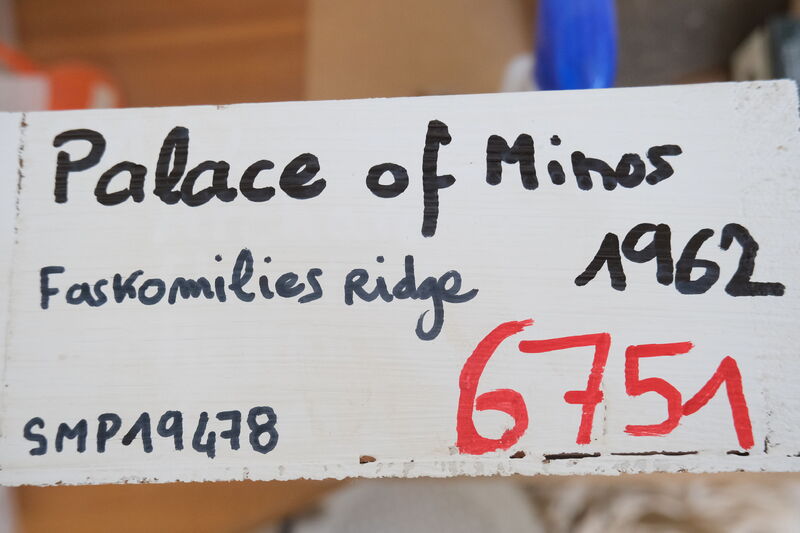 Palace of Minos
1962
Faskomilies Ridge
6751
SMP19478